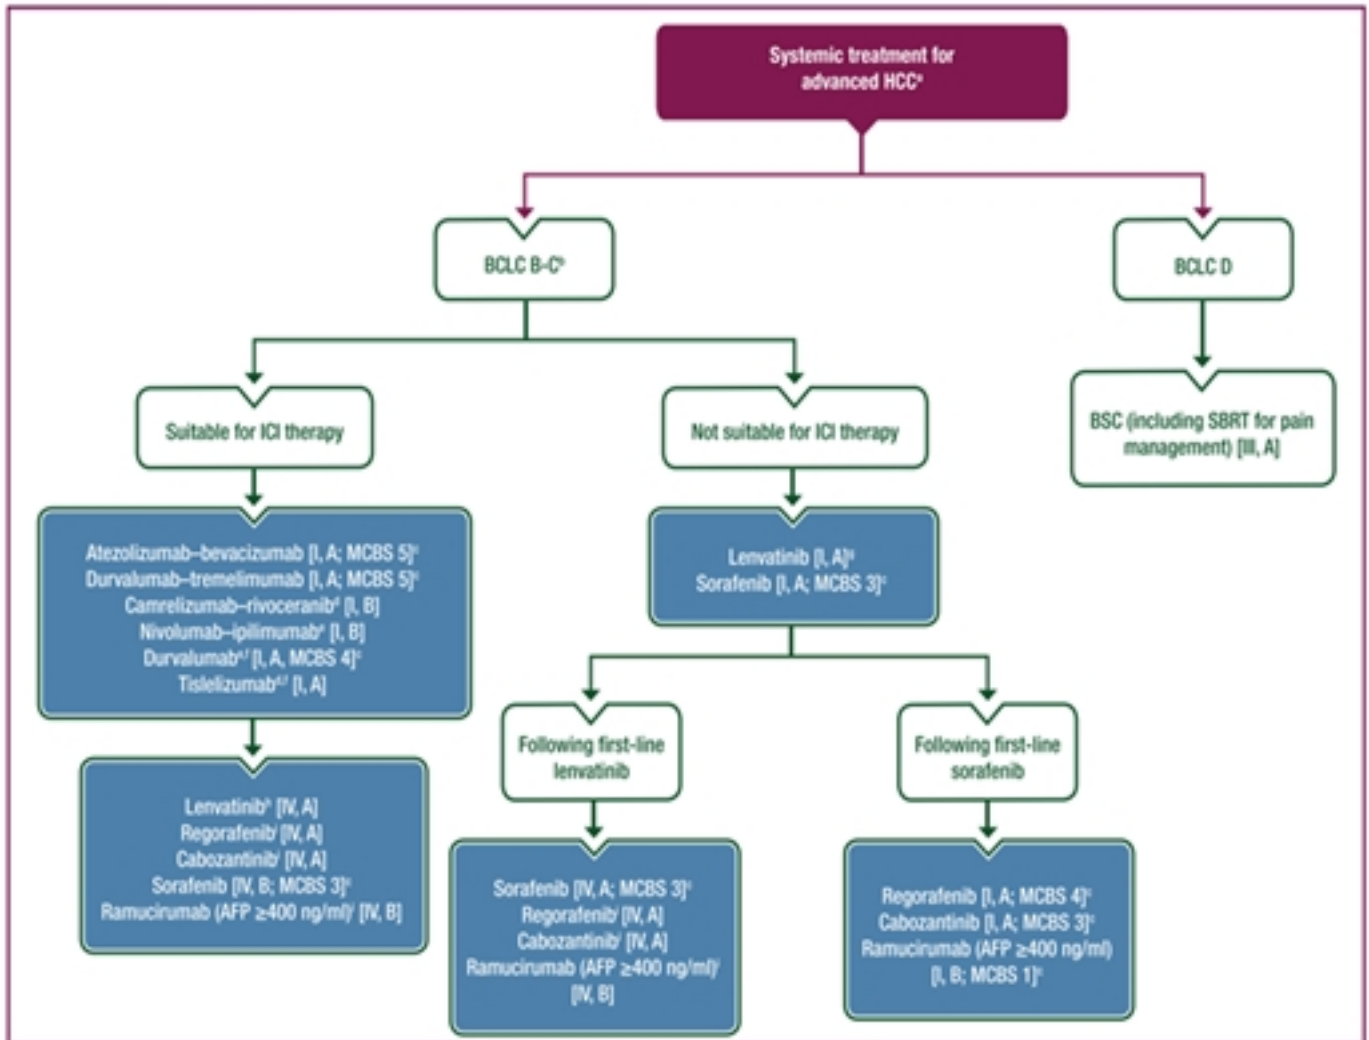 Systemic treatment for
advanced HCCᵃ
BCLC B-Cᵇ
BCLC D
Suitable for ICI therapy
Not suitable for ICI therapy
BSC (including SBRT for pain
management) [III, A]
Atezolizumab–bevacizumab [I, A; MCBS 5]ᶜ
Durvalumab–tremelimumab [I, A; MCBS 5]ᶜ
Camrelizumab–rivoceranibᵈ [I, B]
Nivolumab–ipilimumabᵉ [I, B]
Durvalumabᵉ,ᶠ [I, A, MCBS 4]ᶜ
Tislelizumabᵈ,ᶠ [I, A]
Lenvatinib [I, A]ᵍ
Sorafenib [I, A; MCBS 3]ᶜ
Following first-line
lenvatinib
Following first-line
sorafenib
Lenvatinibʰ [IV, A]
Regorafenibⁱ [IV, A]
Cabozantinibⁱ [IV, A]
Sorafenib [IV, B; MCBS 3]ᶜ
Ramucirumab (AFP ≥400 ng/ml)ⁱ [IV, B]
Sorafenib [IV, A; MCBS 3]ᶜ
Regorafenibⁱ [IV, A]
Cabozantinibⁱ [IV, A]
Ramucirumab (AFP ≥400 ng/ml)ⁱ
[IV, B]
Regorafenib [I, A; MCBS 4]ᶜ
Cabozantinib [I, A; MCBS 3]ᶜ
Ramucirumab (AFP ≥400 ng/ml)
[I, B; MCBS 1]ᶜ